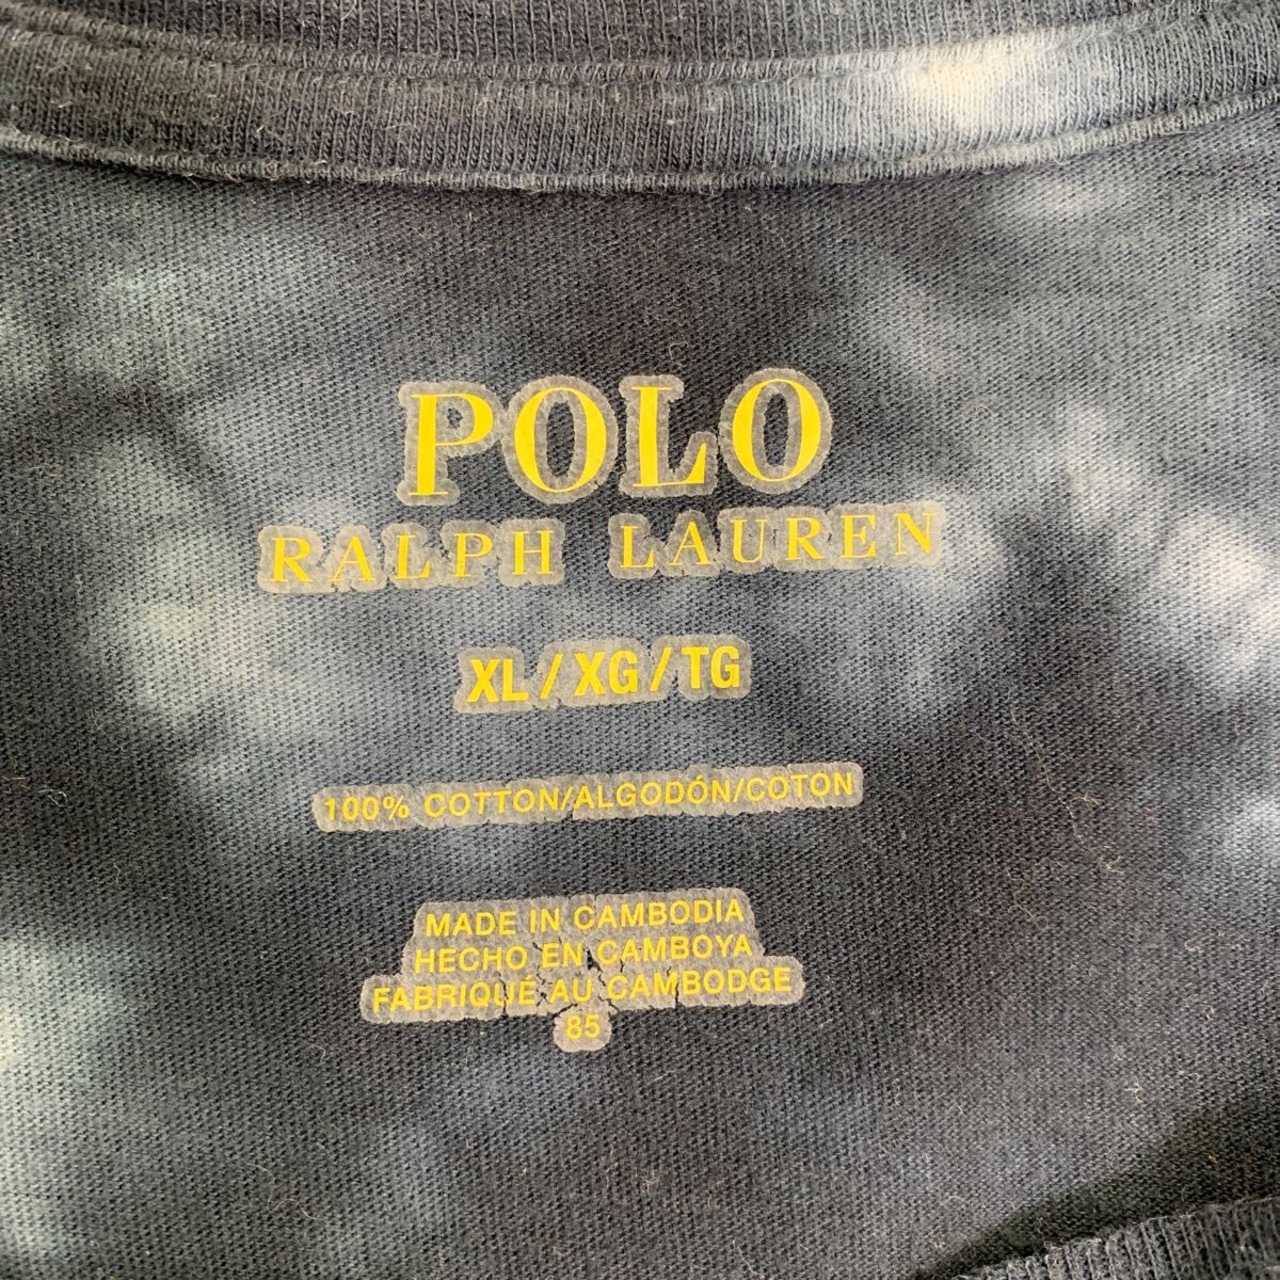 POLO
RALPH LAUREN
XL/XG/TG
100% COTTON/ALGODÓN/COTON
MADE IN CAMBODIA
HECHO EN CAMBOYA
FABRIQUÉ AU CAMBODGE
85